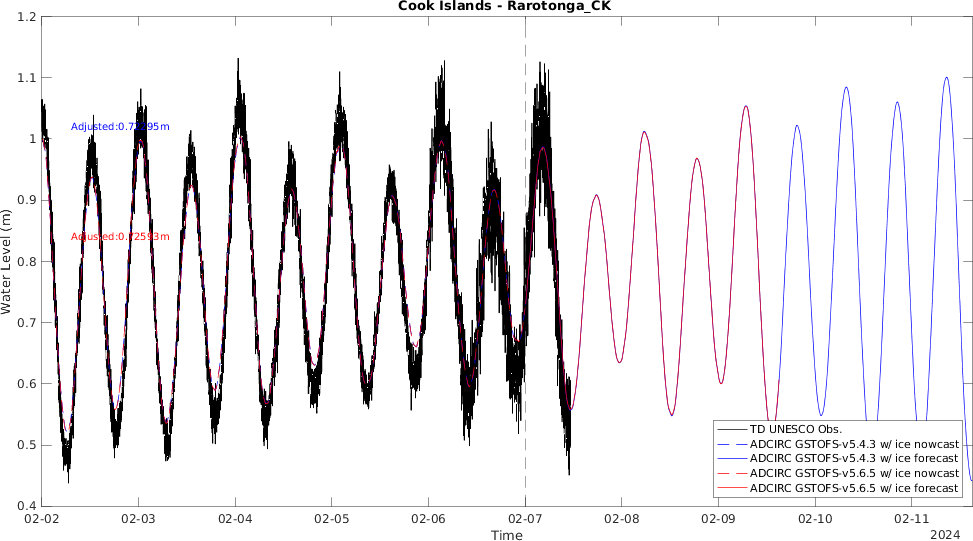 Cook Islands - Rarotonga_CK
Water Level (m)
1.2
1.1
1
0.9
0.8
0.7
0.6
0.5
0.4
m
02-02
02-03
02-04
02-05
02-06
02-07
02-08
02-09
02-10
02-11
Time
2024
TD UNESCO Obs.
ADCIRC GSTOFS-v5.4.3 w/ ice nowcast
ADCIRC GSTOFS-v5.4.3 w/ ice forecast
ADCIRC GSTOFS-v5.6.5 w/ ice nowcast
ADCIRC GSTOFS-v5.6.5 w/ ice forecast